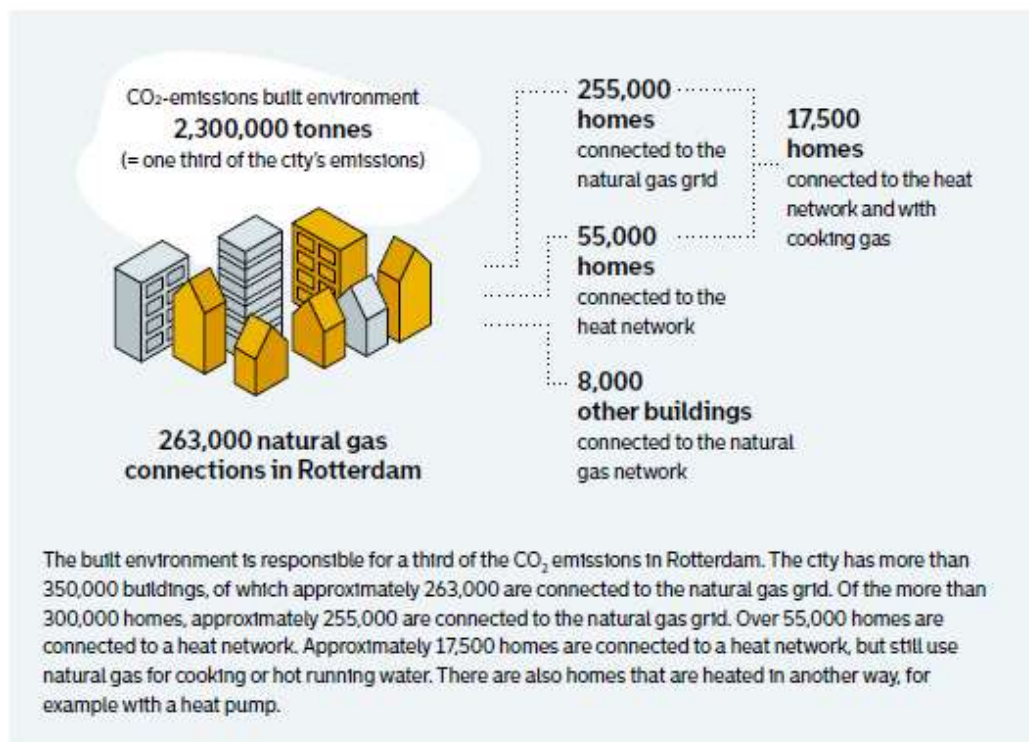 CO₂-emissions built environment
2,300,000 tonnes
(= one third of the city's emissions)
263,000 natural gas
connections in Rotterdam
255,000
homes
connected to the
natural gas grid
55,000
homes
connected to the
heat network
8,000
other buildings
connected to the natural
gas network
17,500
homes
connected to the heat
network and with
cooking gas
The built environment is responsible for a third of the CO₂ emissions in Rotterdam. The city has more than
350,000 buildings, of which approximately 263,000 are connected to the natural gas grid. Of the more than
300,000 homes, approximately 255,000 are connected to the natural gas grid. Over 55,000 homes are
connected to a heat network. Approximately 17,500 homes are connected to a heat network, but still use
natural gas for cooking or hot running water. There are also homes that are heated in another way, for
example with a heat pump.